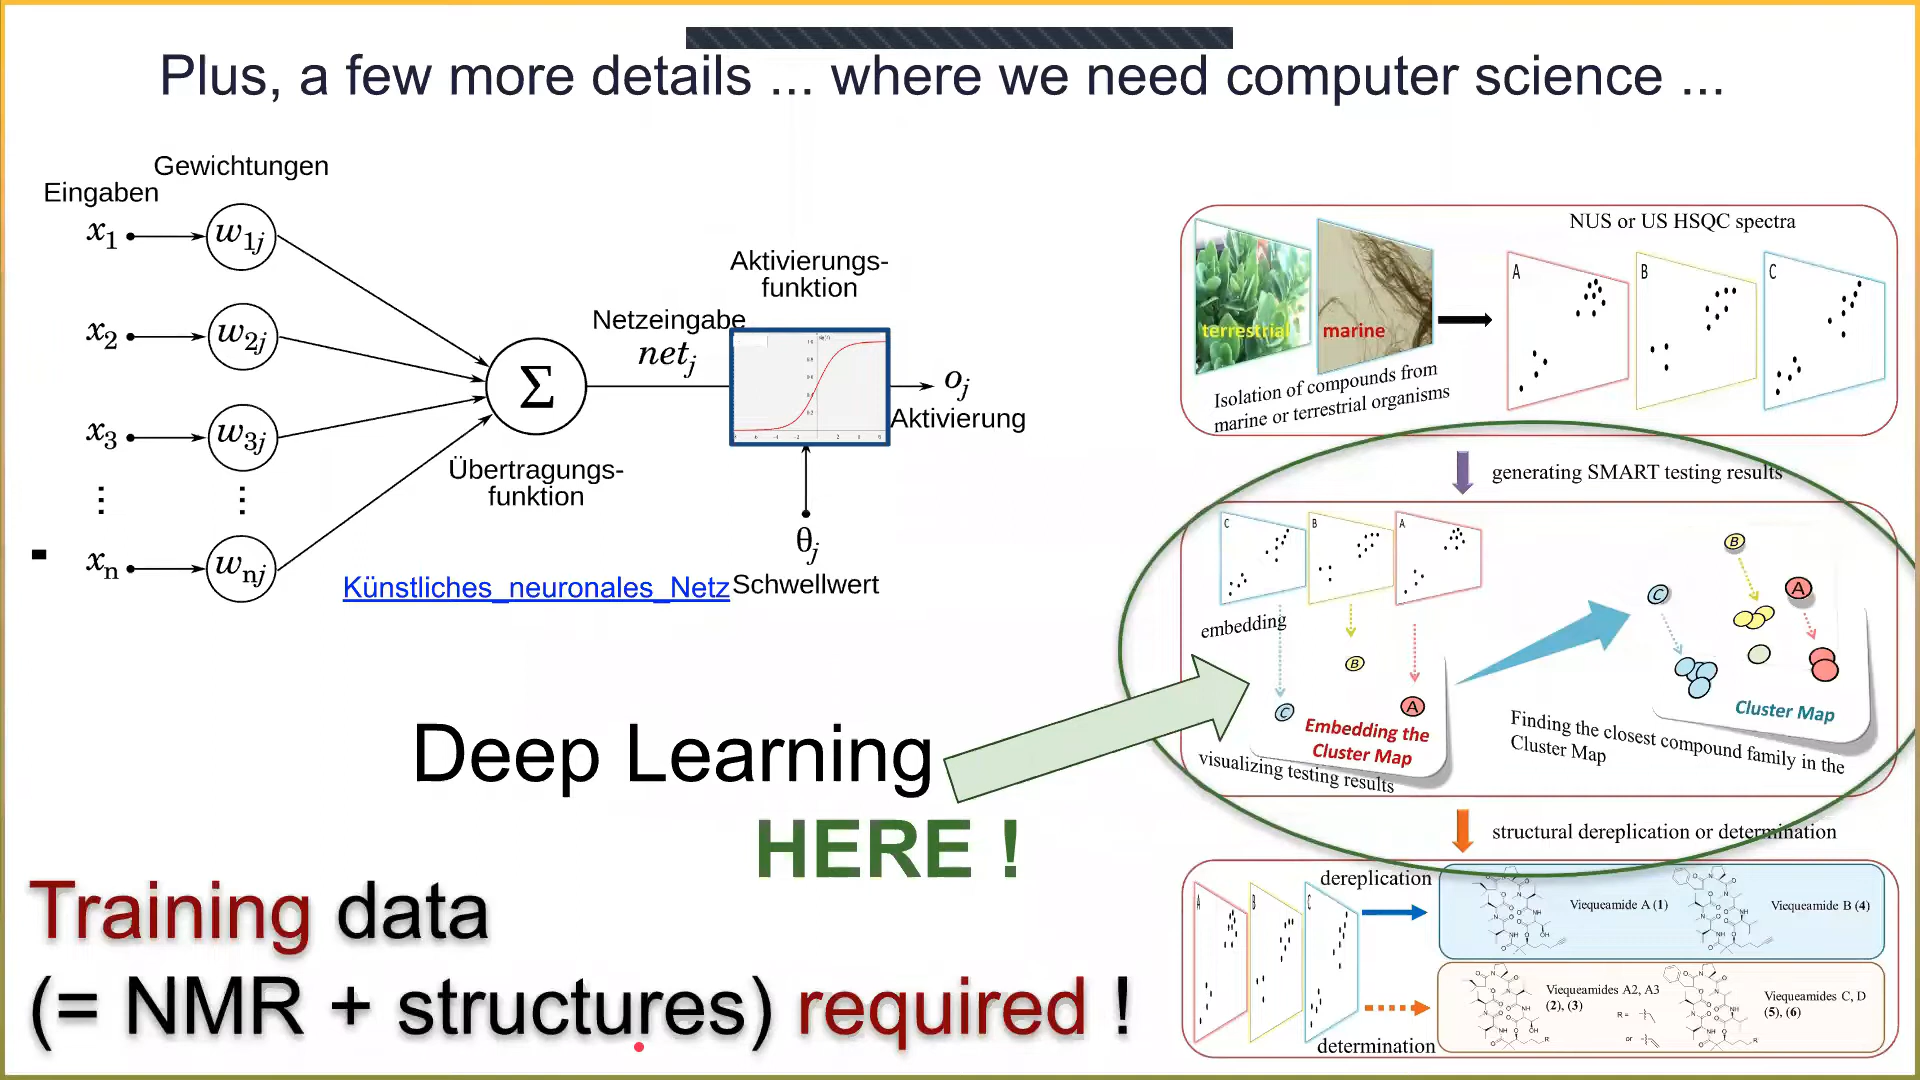 Plus, a few more details ... where we need computer science ...
Gewichtungen
Eingaben
x1
w1j
x2
w2j
x3
w3j
xn
wnj
Σ
Übertragungs-
funktion
Netzeingabe
netj
Aktivierungs-
funktion
oj
Aktivierung
θj
Schwellwert
Künstliches_neuronales_Netz
Deep Learning
HERE !
Training data
(= NMR + structures) required !
NUS or US HSQC spectra
terrestrial
marine
A
B
C
Isolation of compounds from
marine or terrestrial organisms
generating SMART testing results
C
B
A
embedding
B
C
A
Embedding the
Cluster Map
visualizing testing results
B
C
A
Cluster Map
Finding the closest compound family in the
Cluster Map
structural dereplication or determination
A
B
C
dereplication
Viequeamide A (1)
Viequeamide B (4)
determination
Viequeamides A2, A3
(2), (3)
R =
or
Viequeamides C, D
(5), (6)